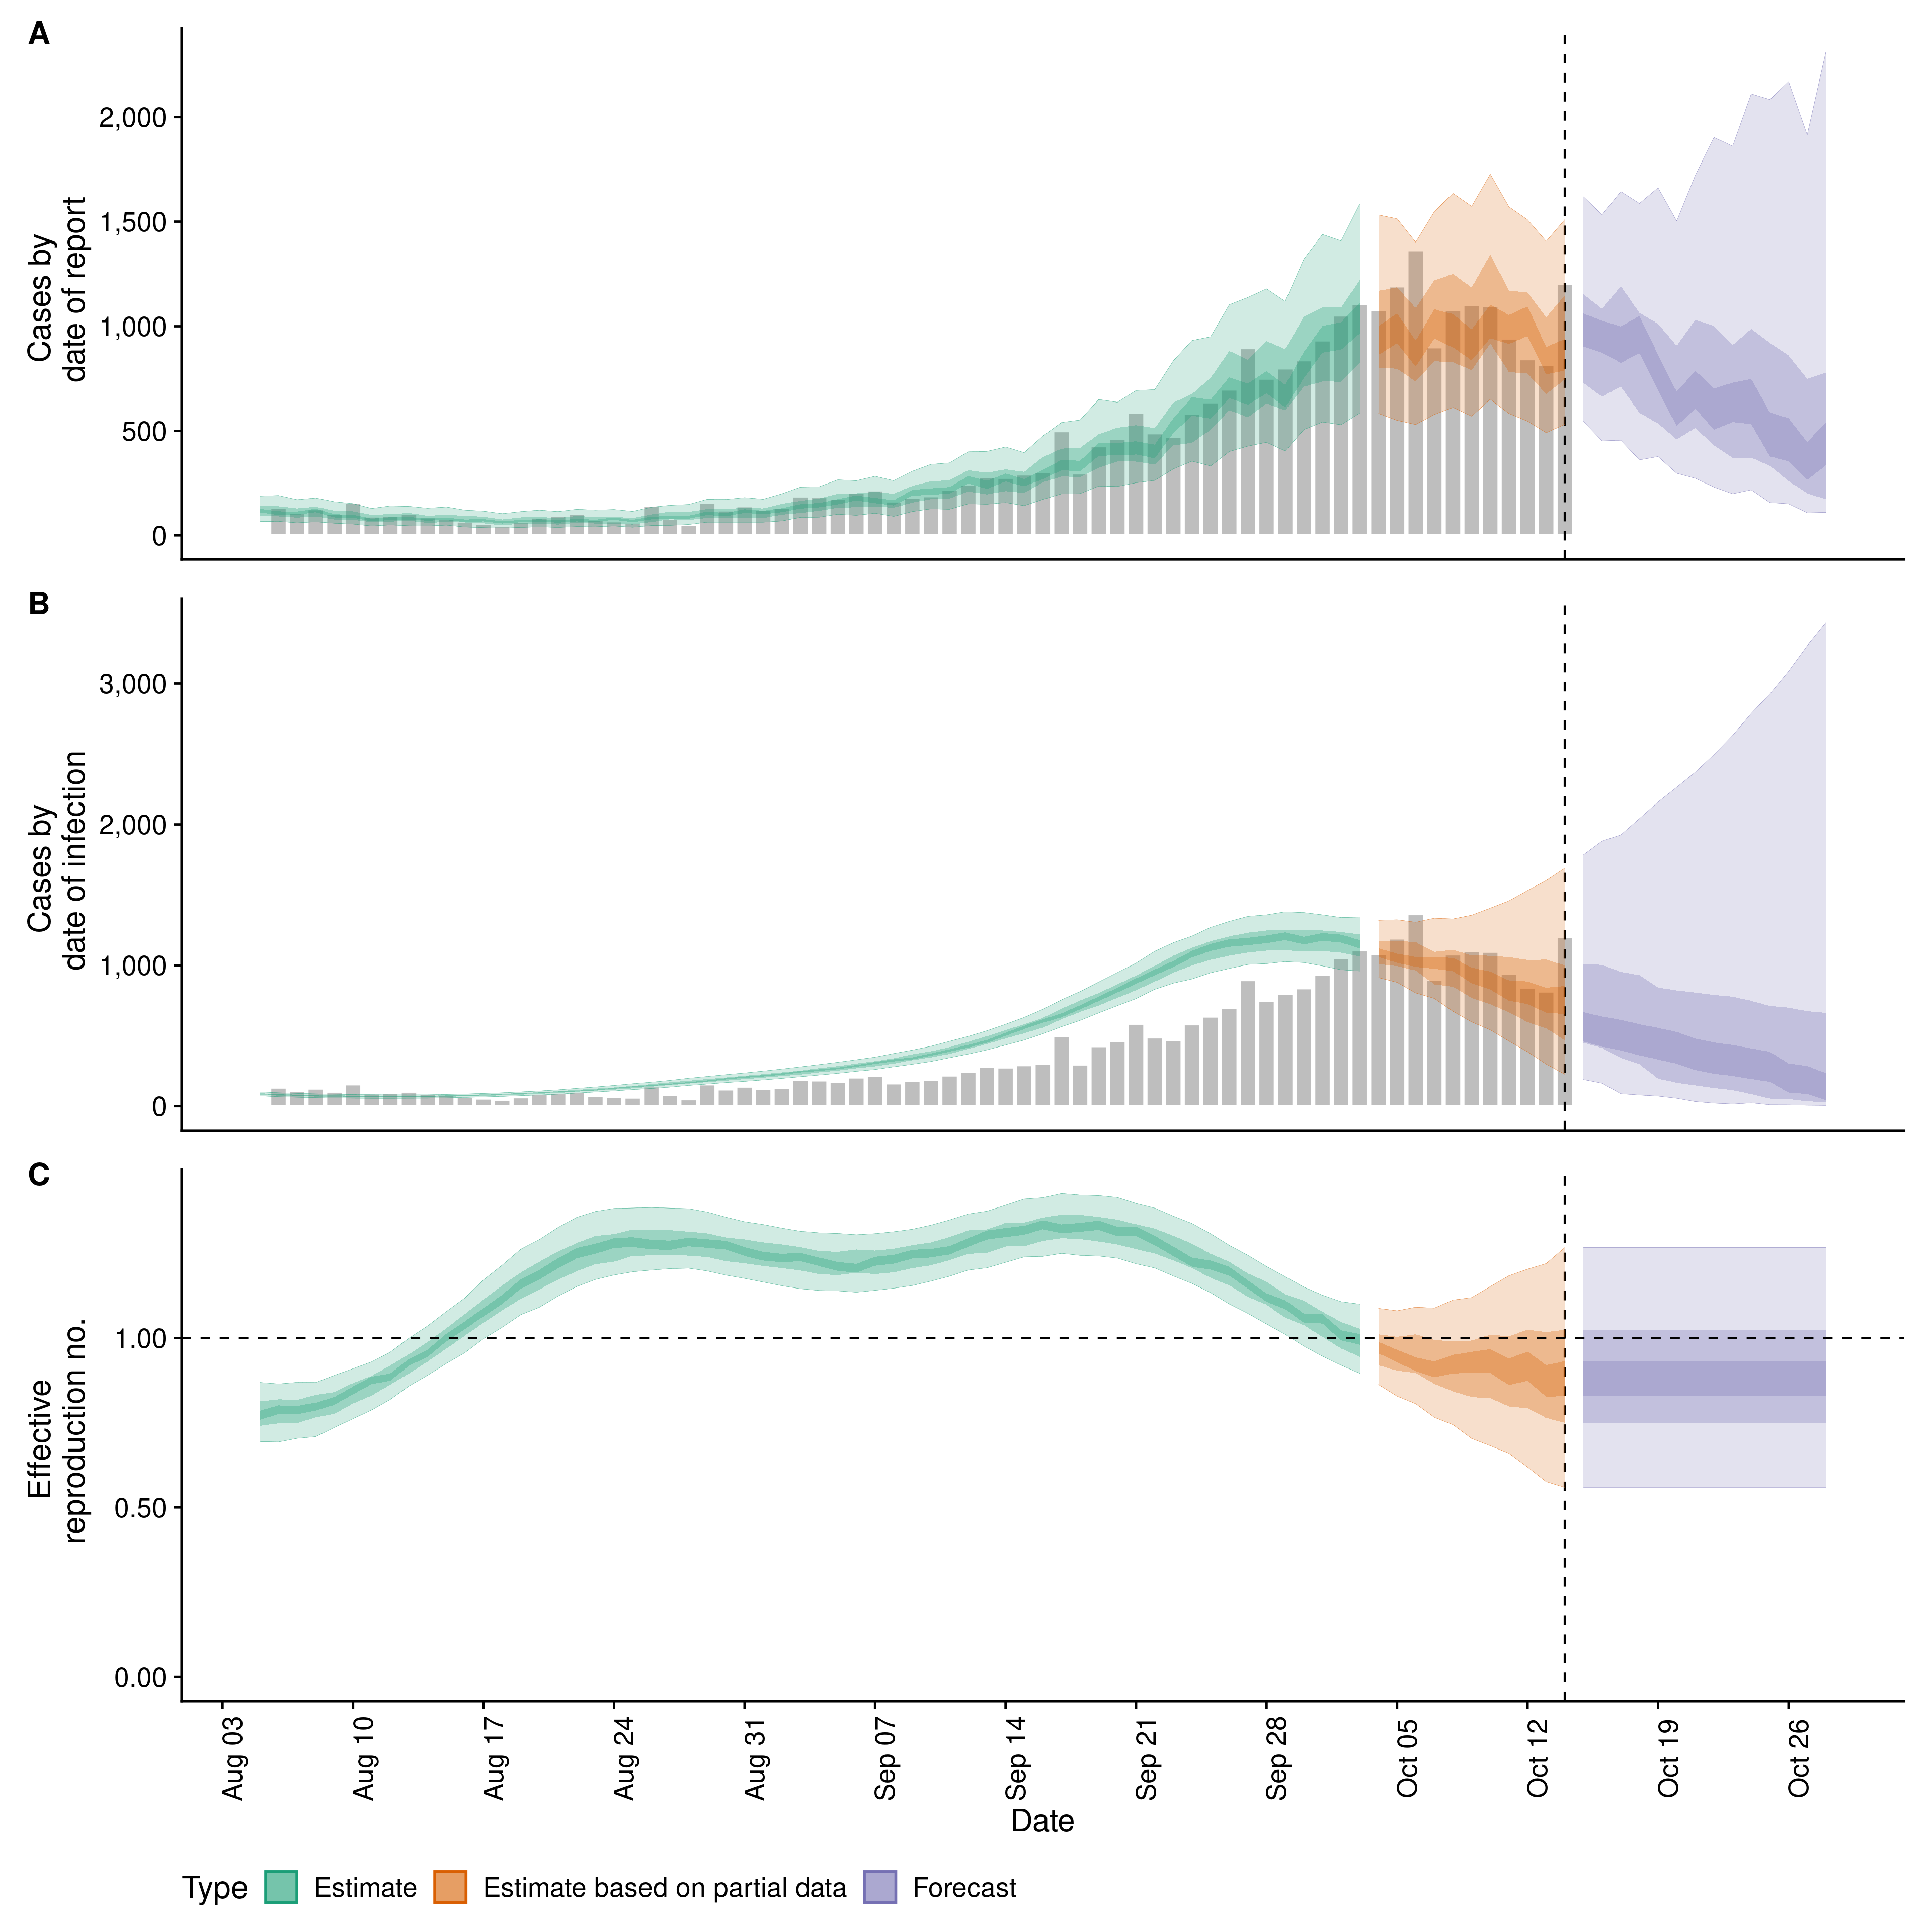 A
Cases by
date of report
2,000
1,500
1,000
500
0
B
Cases by
date of infection
3,000
2,000
1,000
0
C
Effective
reproduction no.
1.00
0.50
0.00
Aug 03
Aug 10
Aug 17
Aug 24
Aug 31
Sep 07
Sep 14
Sep 21
Sep 28
Oct 05
Oct 12
Oct 19
Oct 26
Date
Type Estimate Estimate based on partial data Forecast